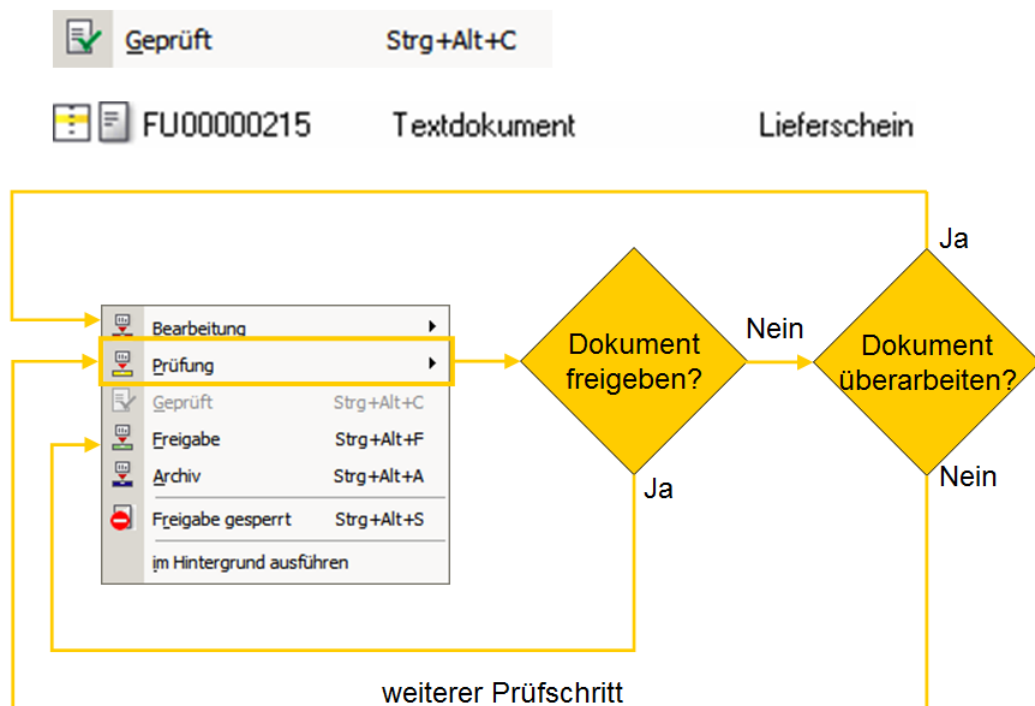 Geprüft Strg+Alt+C
FU00000215 Textdokument Lieferschein
Ja
Bearbeitung
Prüfung
Geprüft Strg+Alt+C
Freigabe Strg+Alt+F
Archiv Strg+Alt+A
Freigabe gesperrt Strg+Alt+S
im Hintergrund ausführen
Dokument
freigeben?
Nein
Dokument
überarbeiten?
Ja
Nein
weiterer Prüfschritt